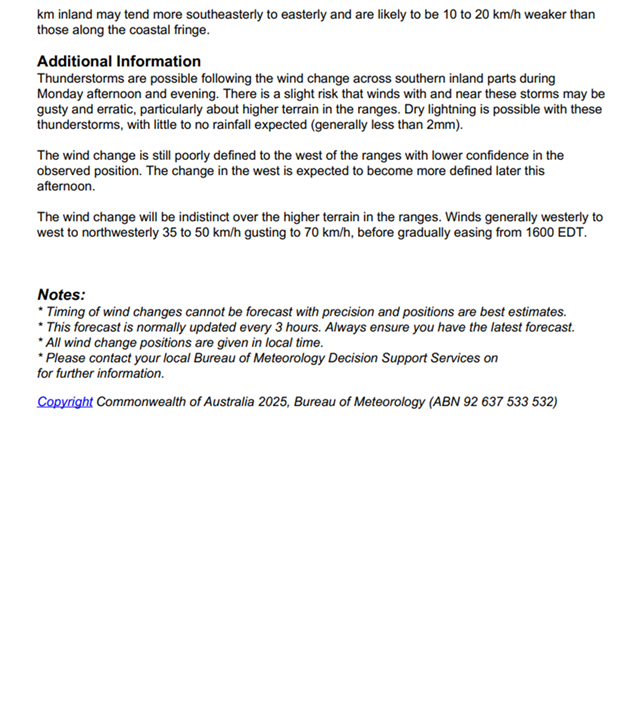 km inland may tend more southeasterly to easterly and are likely to be 10 to 20 km/h weaker than
those along the coastal fringe.
Additional Information
Thunderstorms are possible following the wind change across southern inland parts during
Monday afternoon and evening. There is a slight risk that winds with and near these storms may be
gusty and erratic, particularly about higher terrain in the ranges. Dry lightning is possible with these
thunderstorms, with little to no rainfall expected (generally less than 2mm).
The wind change is still poorly defined to the west of the ranges with lower confidence in the
observed position. The change in the west is expected to become more defined later this
afternoon.
The wind change will be indistinct over the higher terrain in the ranges. Winds generally westerly to
west to northwesterly 35 to 50 km/h gusting to 70 km/h, before gradually easing from 1600 EDT.
Notes:
* Timing of wind changes cannot be forecast with precision and positions are best estimates.
* This forecast is normally updated every 3 hours. Always ensure you have the latest forecast.
* All wind change positions are given in local time.
* Please contact your local Bureau of Meteorology Decision Support Services on
for further information.
Copyright Commonwealth of Australia 2025, Bureau of Meteorology (ABN 92 637 533 532)